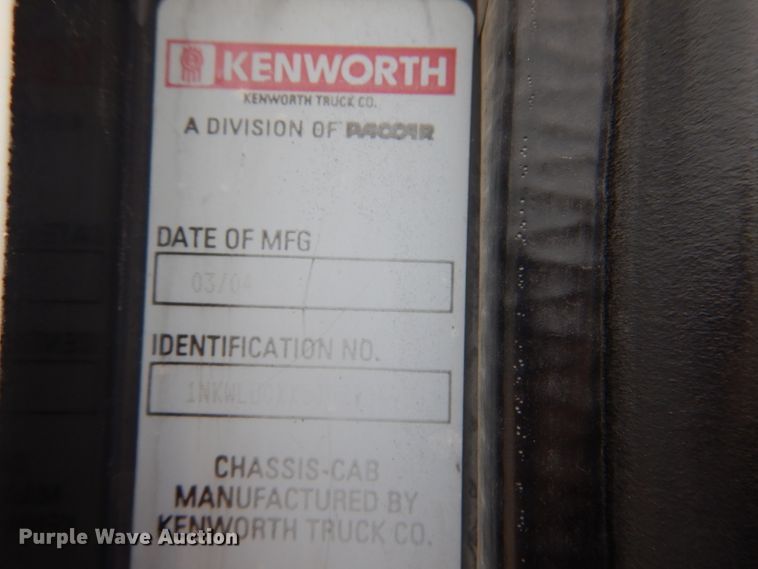 KENWORTH
KENWORTH TRUCK CO.
A DIVISION OF PACCAR
DATE OF MFG
03/04
IDENTIFICATION NO.
CHASSIS-CAB
MANUFACTURED BY
KENWORTH TRUCK CO.
Purple Wave Auction